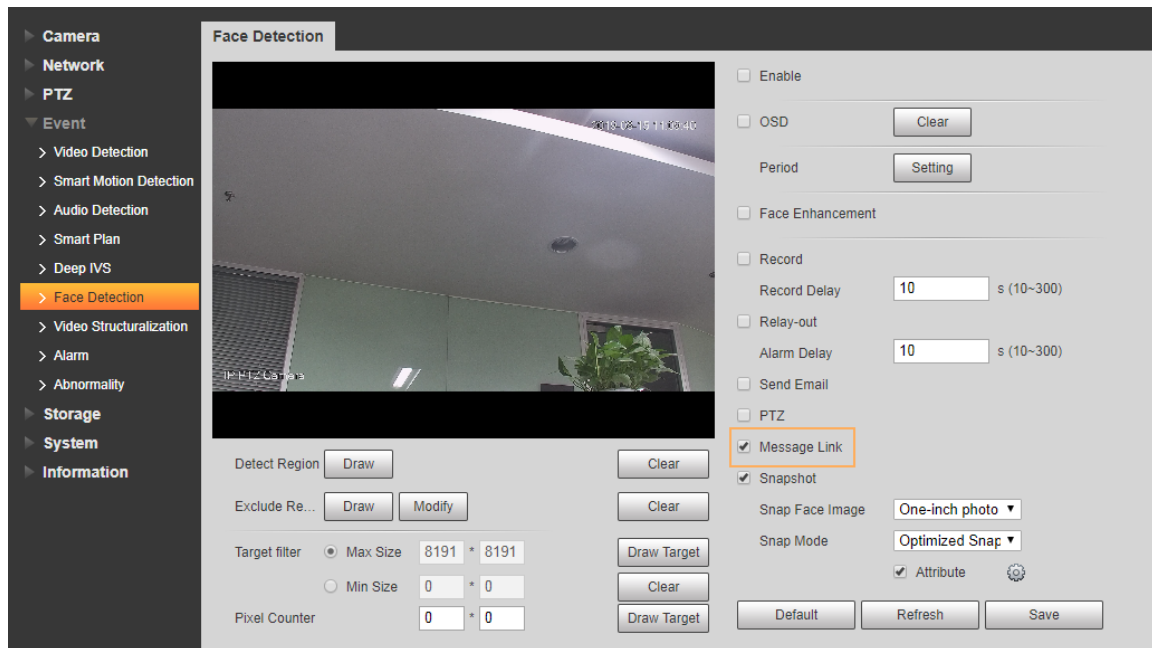 Camera
Network
PTZ
Event
Video Detection
Smart Motion Detection
Audio Detection
Smart Plan
Deep IVS
Face Detection
Video Structuralization
Alarm
Abnormality
Storage
System
Information
Face Detection
IP PTZ Camera
Detect Region Draw Clear
Exclude Re... Draw Modify Clear
Target filter Max Size 8191 * 8191 Draw Target
Min Size 0 * 0 Clear
Pixel Counter 0 * 0 Draw Target
Enable
OSD Clear
Period Setting
Face Enhancement
Record
Record Delay 10 s (10~300)
Relay-out
Alarm Delay 10 s (10~300)
Send Email
PTZ
Message Link
Snapshot
Snap Face Image One-inch photo
Snap Mode Optimized Snap
Attribute
Default Refresh Save